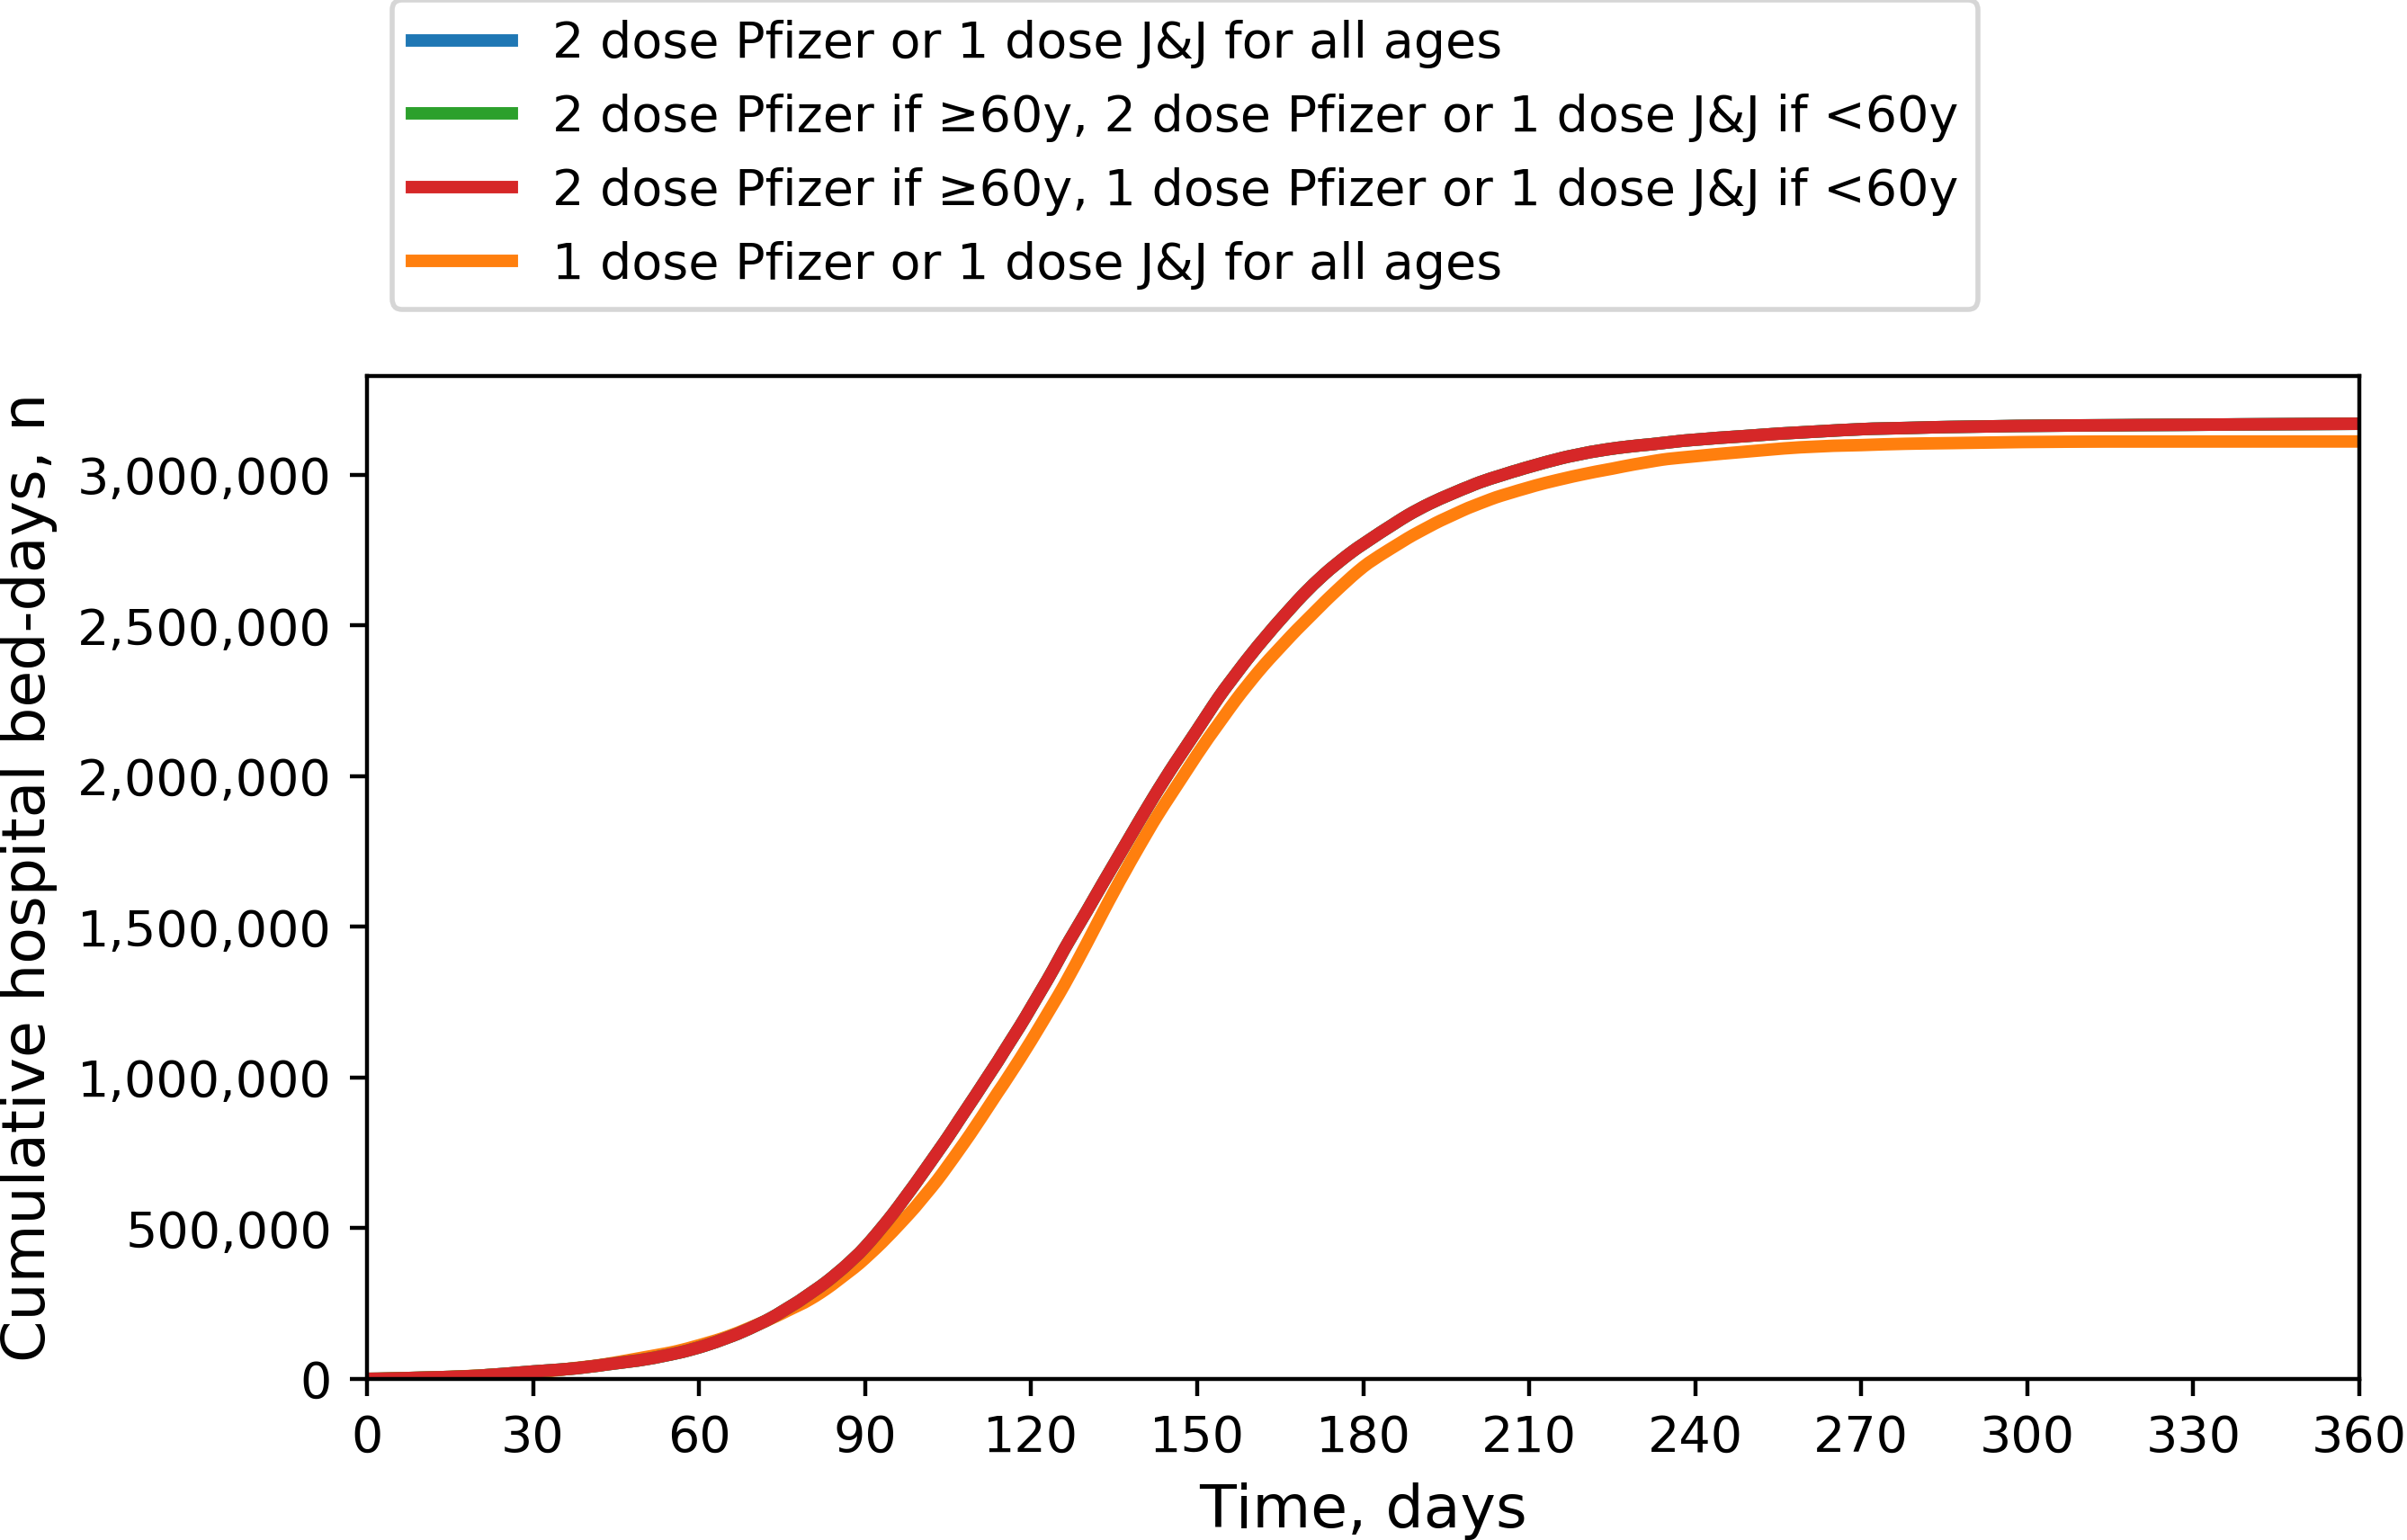 2 dose Pfizer or 1 dose J&J for all ages
2 dose Pfizer if ≥60y, 2 dose Pfizer or 1 dose J&J if <60y
2 dose Pfizer if ≥60y, 1 dose Pfizer or 1 dose J&J if <60y
1 dose Pfizer or 1 dose J&J for all ages
Cumulative hospital bed-days, n
3,000,000
2,500,000
2,000,000
1,500,000
1,000,000
500,000
0
0 30 60 90 120 150 180 210 240 270 300 330 360
Time, days